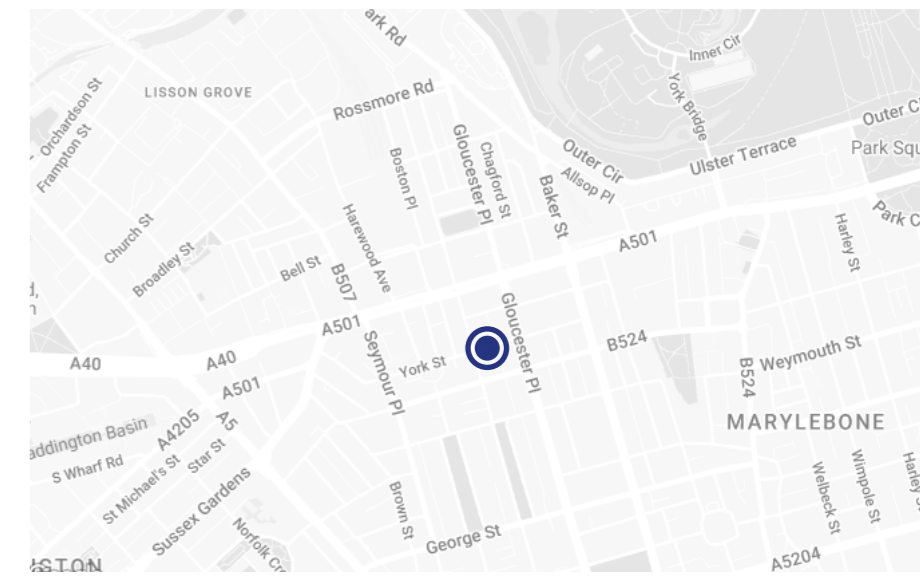 ark Rd
Inner Cir
LISSON GROVE
Orchardson St
Rossmore Rd
York Bridge
Outer C
Frampton St
Gloucester Pl
Chagford St
Outer Cir
Ulster Terrace
Park Squ
Boston Pl
Allsop Pl
Baker St
Park C
Church St
Harewood Ave
Harley St
A501
Broadley St
Bell St
B507
d,
n
Gloucester Pl
A501
Seymour Pl
B524
A40
A40
York St
B524
Weymouth St
A501
A4205
A5
MARYLEBONE
addington Basin
Star St
S Wharf Rd
St Michael's St
Sussex Gardens
Brown St
Welbeck St
Wimpole St
Harley
George St
Norfolk Cre
A5204